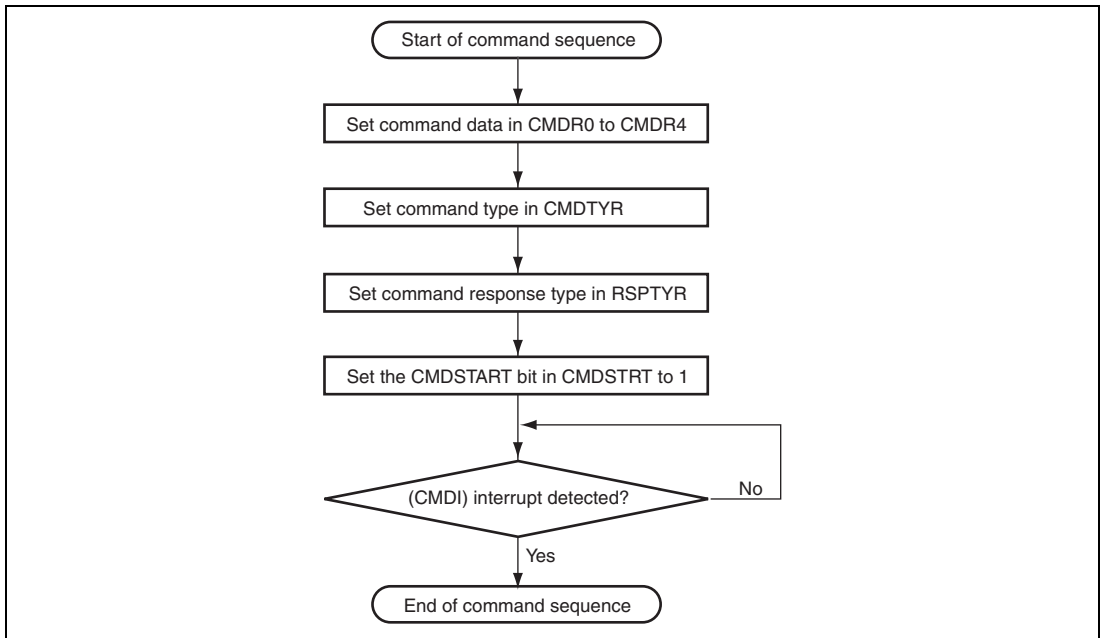 Start of command sequence
Set command data in CMDR0 to CMDR4
Set command type in CMDTYR
Set command response type in RSPTYR
Set the CMDSTART bit in CMDSTRT to 1
(CMDI) interrupt detected?
No
Yes
End of command sequence